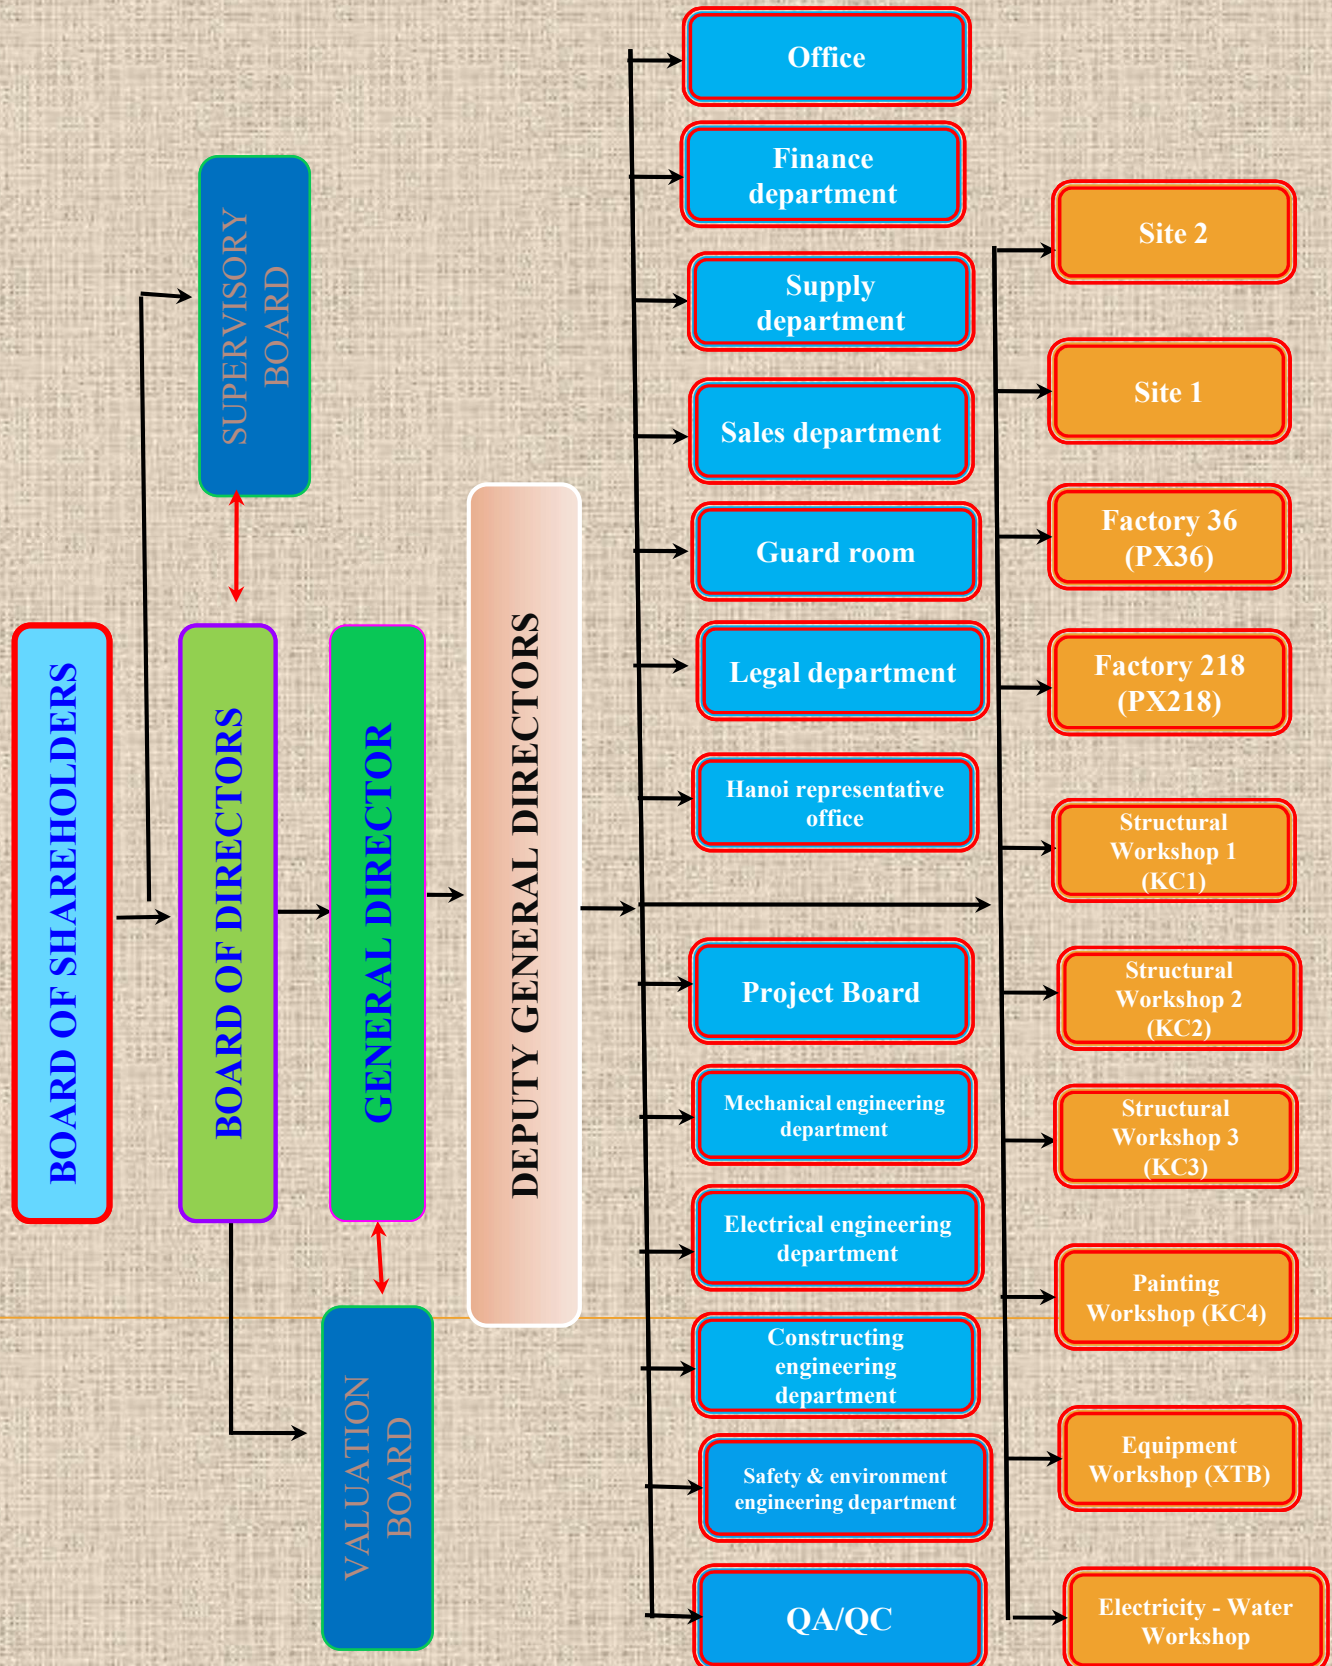 BOARD OF SHAREHOLDERS
SUPERVISORY
BOARD
BOARD OF DIRECTORS
GENERAL DIRECTOR
VALUATION
BOARD
DEPUTY GENERAL DIRECTORS
Office
Finance
department
Supply
department
Sales department
Guard room
Legal department
Hanoi representative
office
Project Board
Mechanical engineering
department
Electrical engineering
department
Constructing
engineering
department
Safety & environment
engineering department
QA/QC
Site 2
Site 1
Factory 36
(PX36)
Factory 218
(PX218)
Structural
Workshop 1
(KC1)
Structural
Workshop 2
(KC2)
Structural
Workshop 3
(KC3)
Painting
Workshop (KC4)
Equipment
Workshop (XTB)
Electricity - Water
Workshop